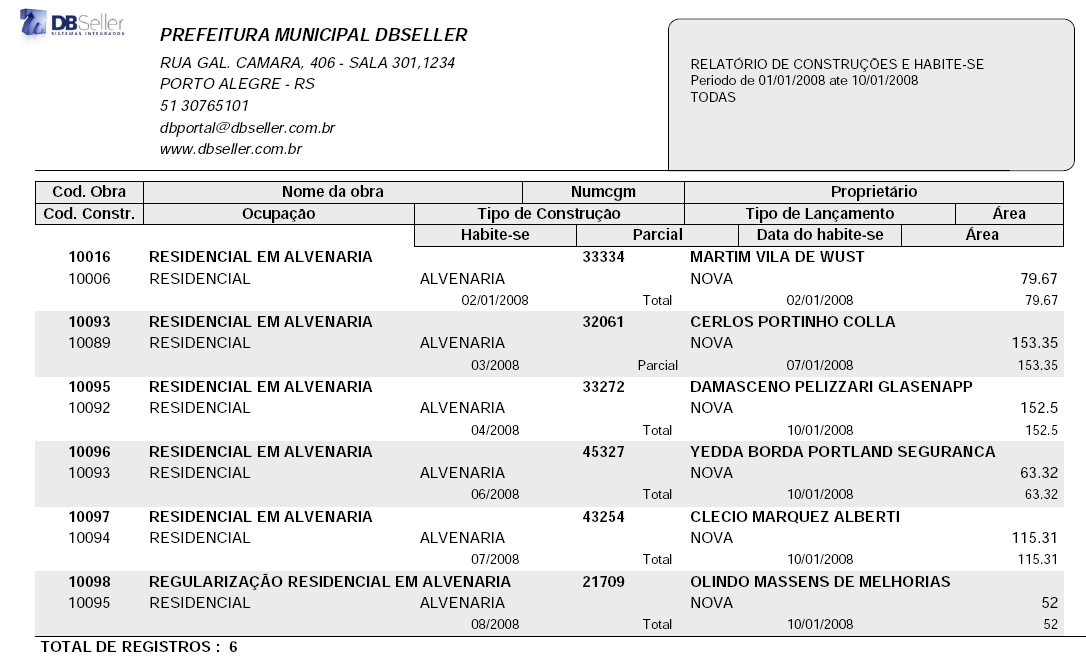 DBSeller
SISTEMAS INTEGRADOS
PREFEITURA MUNICIPAL DBSELLER
RUA GAL. CAMARA, 406 - SALA 301,1234
PORTO ALEGRE - RS
51 30765101
dbportal@dbseller.com.br
www.dbseller.com.br
RELATÓRIO DE CONSTRUÇÕES E HABITE-SE
Periodo de 01/01/2008 ate 10/01/2008
TODAS
Cod. Obra Nome da obra Numcgm Proprietário
Cod. Constr. Ocupação Tipo de Construção Tipo de Lançamento Área
Habite-se Parcial Data do habite-se Área
10016 RESIDENCIAL EM ALVENARIA 33334 MARTIM VILA DE WUST
10006 RESIDENCIAL ALVENARIA NOVA 79.67
02/01/2008 Total 02/01/2008 79.67
10093 RESIDENCIAL EM ALVENARIA 32061 CERLOS PORTINHO COLLA
10089 RESIDENCIAL ALVENARIA NOVA 153.35
03/2008 Parcial 07/01/2008 153.35
10095 RESIDENCIAL EM ALVENARIA 33272 DAMASCENO PELIZZARI GLASENAPP
10092 RESIDENCIAL ALVENARIA NOVA 152.5
04/2008 Total 10/01/2008 152.5
10096 RESIDENCIAL EM ALVENARIA 45327 YEDDA BORDA PORTLAND SEGURANCA
10093 RESIDENCIAL ALVENARIA NOVA 63.32
06/2008 Total 10/01/2008 63.32
10097 RESIDENCIAL EM ALVENARIA 43254 CLECIO MARQUEZ ALBERTI
10094 RESIDENCIAL ALVENARIA NOVA 115.31
07/2008 Total 10/01/2008 115.31
10098 REGULARIZAÇÃO RESIDENCIAL EM ALVENARIA 21709 OLINDO MASSENS DE MELHORIAS
10095 RESIDENCIAL ALVENARIA NOVA 52
08/2008 Total 10/01/2008 52
TOTAL DE REGISTROS : 6